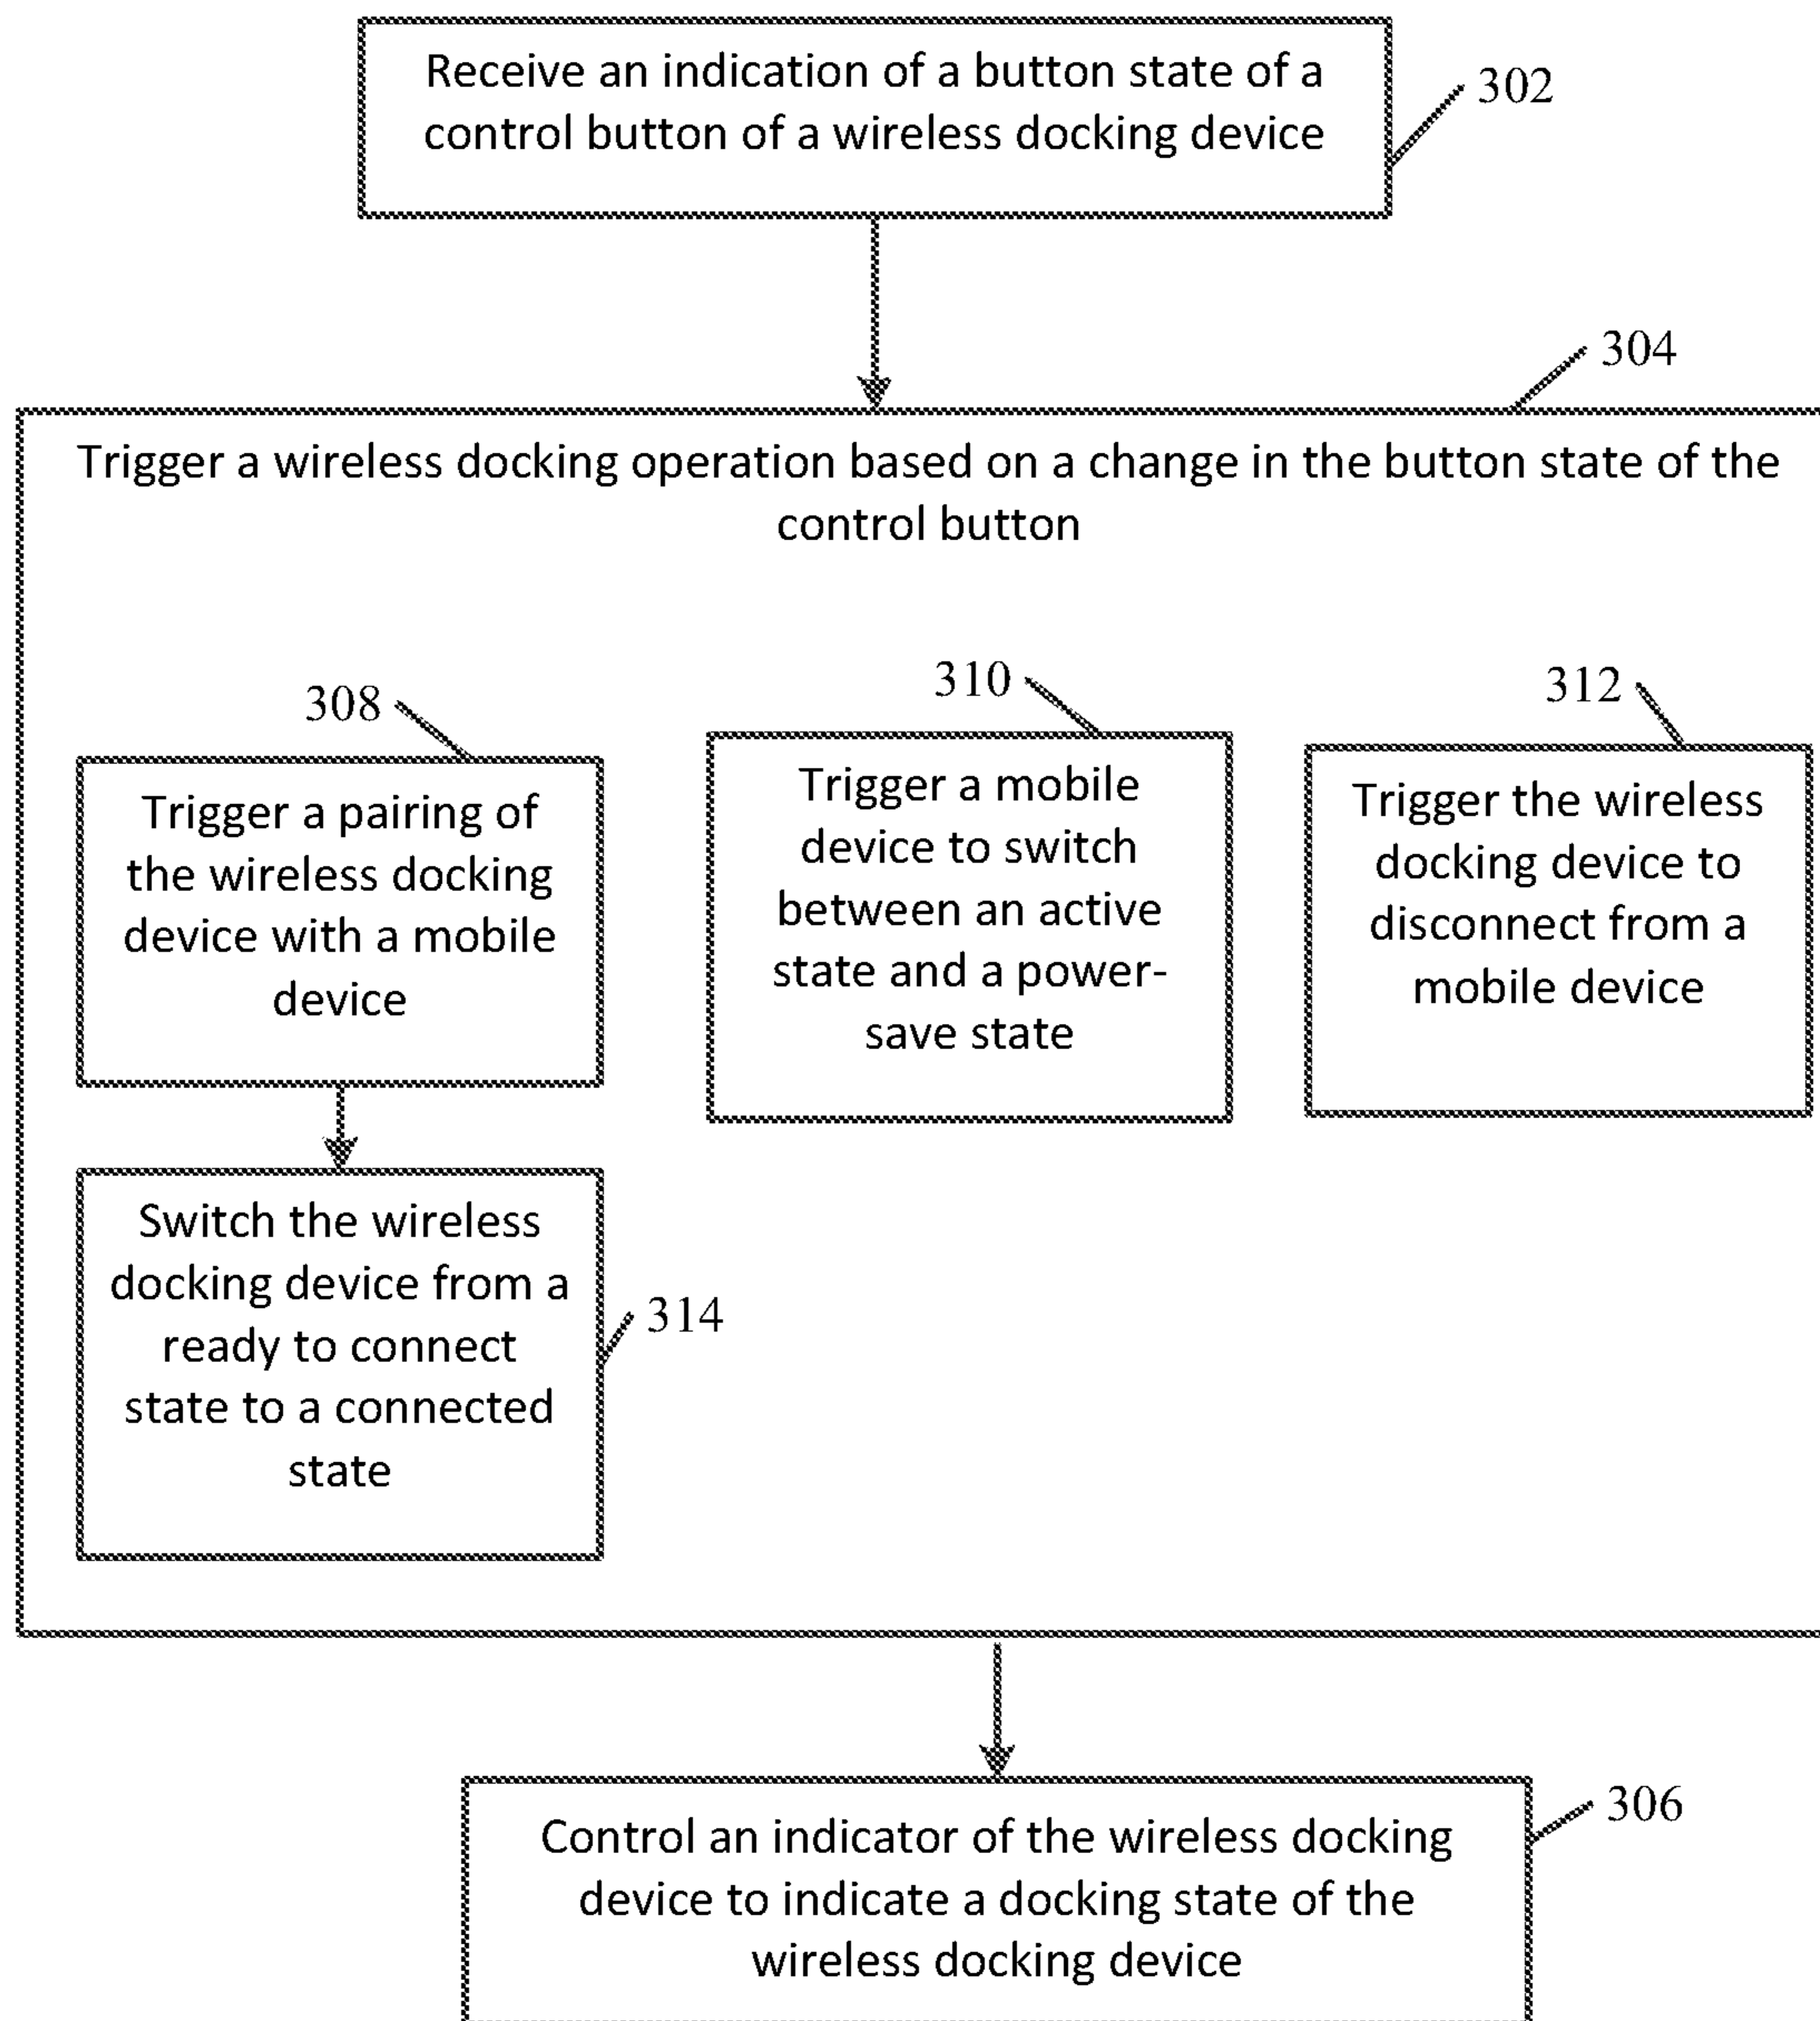 Receive an indication of a button state of a
control button of a wireless docking device
302
304
Trigger a wireless docking operation based on a change in the button state of the
control button
308
Trigger a pairing of
the wireless docking
device with a mobile
device
310
Trigger a mobile
device to switch
between an active
state and a power-
save state
312
Trigger the wireless
docking device to
disconnect from a
mobile device
Switch the wireless
docking device from a
ready to connect
state to a connected
state
314
306
Control an indicator of the wireless docking
device to indicate a docking state of the
wireless docking device